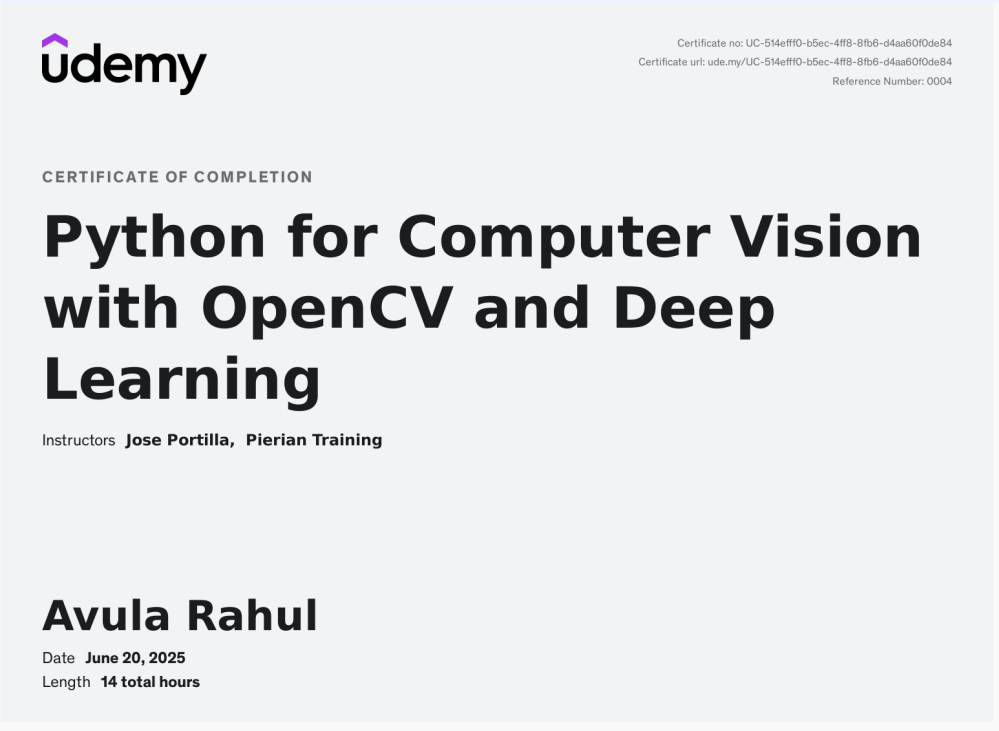 udemy
Certificate no: UC-514efff0-b5ec-4ff8-8fb6-d4aa60f0de84
Certificate url: ude.my/UC-514efff0-b5ec-4ff8-8fb6-d4aa60f0de84
Reference Number: 0004
CERTIFICATE OF COMPLETION
Python for Computer Vision
with OpenCV and Deep
Learning
Instructors Jose Portilla, Pierian Training
Avula Rahul
Date June 20, 2025
Length 14 total hours